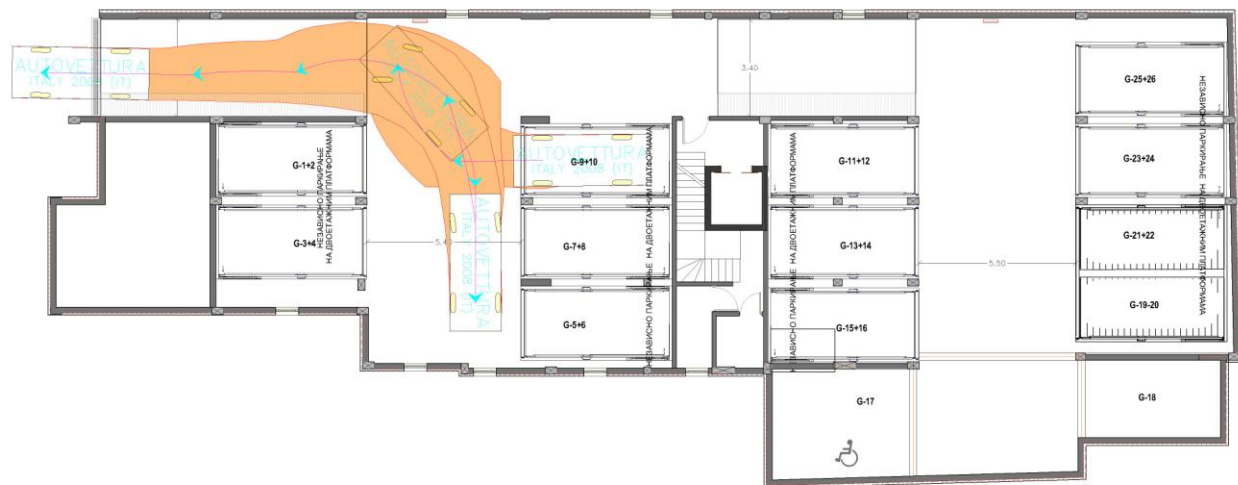 AUTOVETTURA
ITALY 2008 (IT)
AUTOVETTURA
ITALY 2008 (IT)
3.40
G-25+26
НЕЗАВИСНО ПАРКИРАЊЕ НА ДВОЕТАЖНИМ ПЛАТФОРМАМА
G-1+2
НЕЗАВИСНО ПАРКИРАЊЕ
НА ДВОЕТАЖНИМ ПЛАТФОРМАМА
AUTOVETTURA
ITALY 2008 (IT)
G-9+10
НЕЗАВИСНО ПАРКИРАЊЕ НА ДВОЕТАЖНИМ ПЛАТФОРМАМА
G-11+12
НЕЗАВИСНО ПАРКИРАЊЕ НА ДВОЕТАЖНИМ ПЛАТФОРМАМА
G-23+24
G-3+4
AUTOVETTURA
ITALY 2008 (IT)
G-7+8
G-13+14
G-21+22
5.50
G-5+6
G-15+16
G-19-20
G-17
G-18